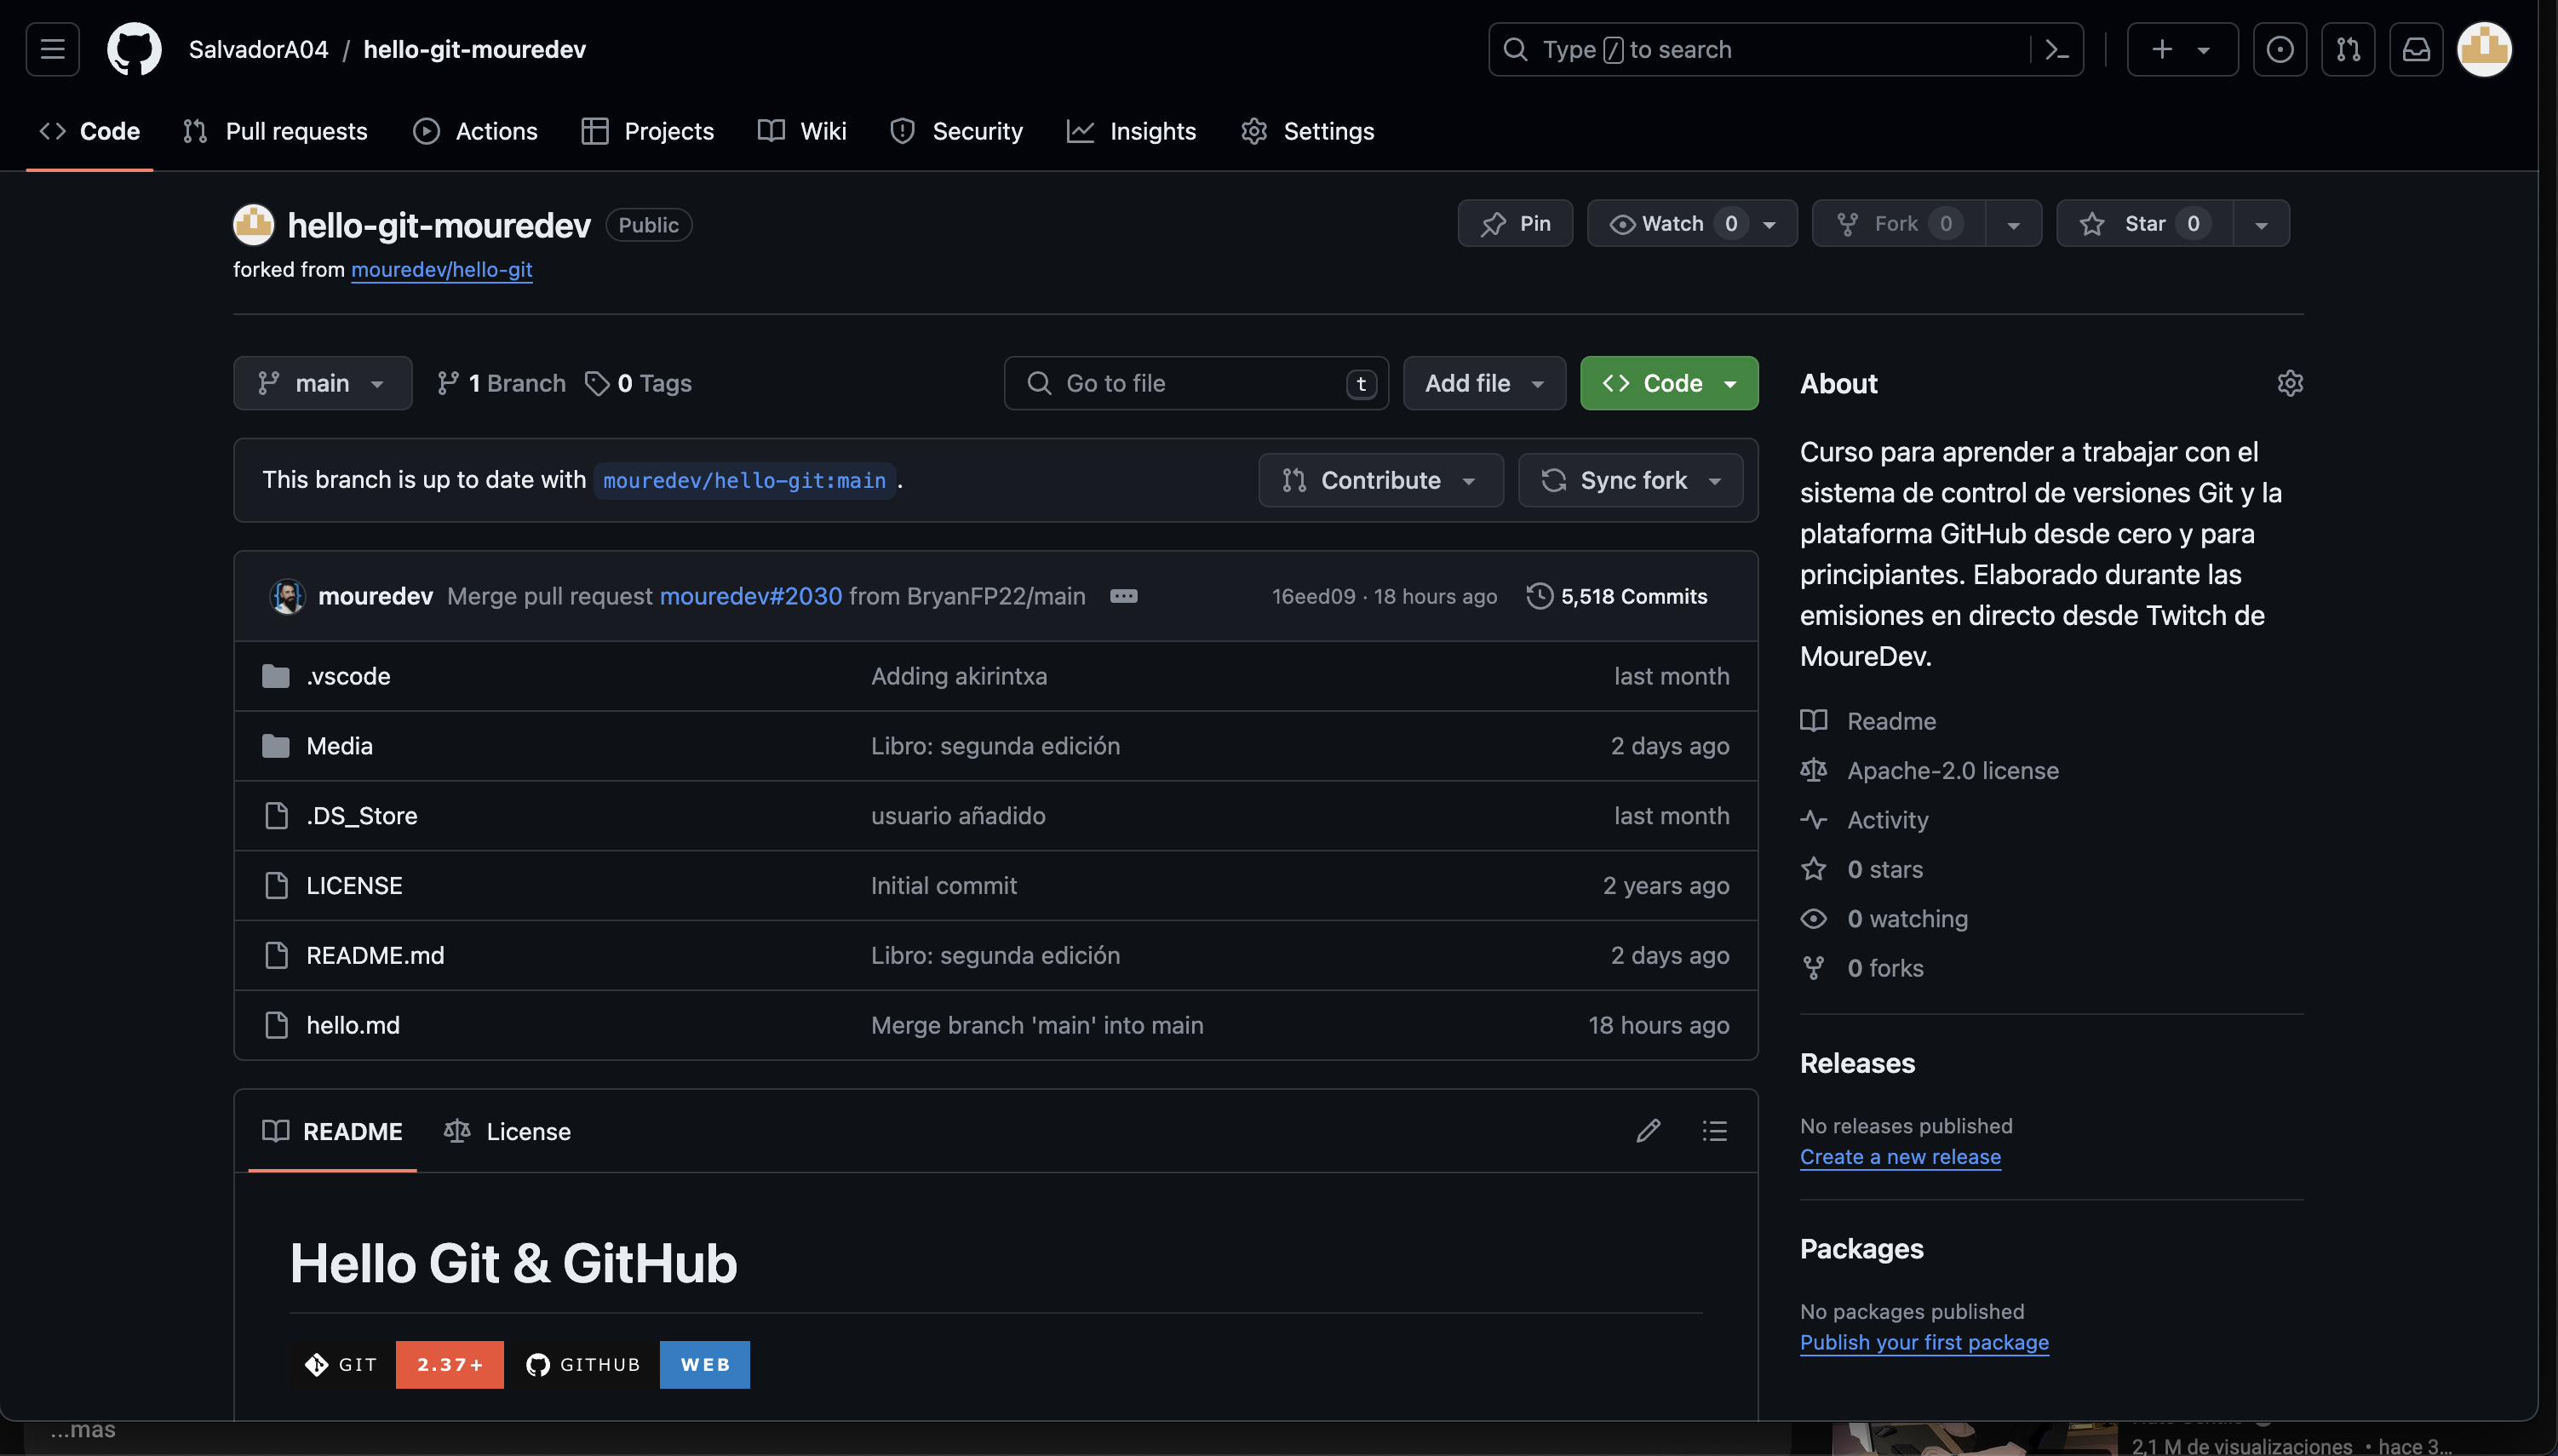 SalvadorA04 / hello-git-mouredev
Type / to search
Code
Pull requests
Actions
Projects
Wiki
Security
Insights
Settings
hello-git-mouredev Public
forked from mouredev/hello-git
Pin
Watch 0
Fork 0
Star 0
main
1 Branch
0 Tags
Go to file t
Add file
Code
This branch is up to date with mouredev/hello-git:main .
Contribute
Sync fork
mouredev Merge pull request mouredev#2030 from BryanFP22/main
16eed09 · 18 hours ago
5,518 Commits
.vscode Adding akirintxa last month
Media Libro: segunda edición 2 days ago
.DS_Store usuario añadido last month
LICENSE Initial commit 2 years ago
README.md Libro: segunda edición 2 days ago
hello.md Merge branch 'main' into main 18 hours ago
README
License
Hello Git & GitHub
GIT 2.37+ GITHUB WEB
About
Curso para aprender a trabajar con el
sistema de control de versiones Git y la
plataforma GitHub desde cero y para
principiantes. Elaborado durante las
emisiones en directo desde Twitch de
MoureDev.
Readme
Apache-2.0 license
Activity
0 stars
0 watching
0 forks
Releases
No releases published
Create a new release
Packages
No packages published
Publish your first package
...más
2,1 M de visualizaciones • hace 3...